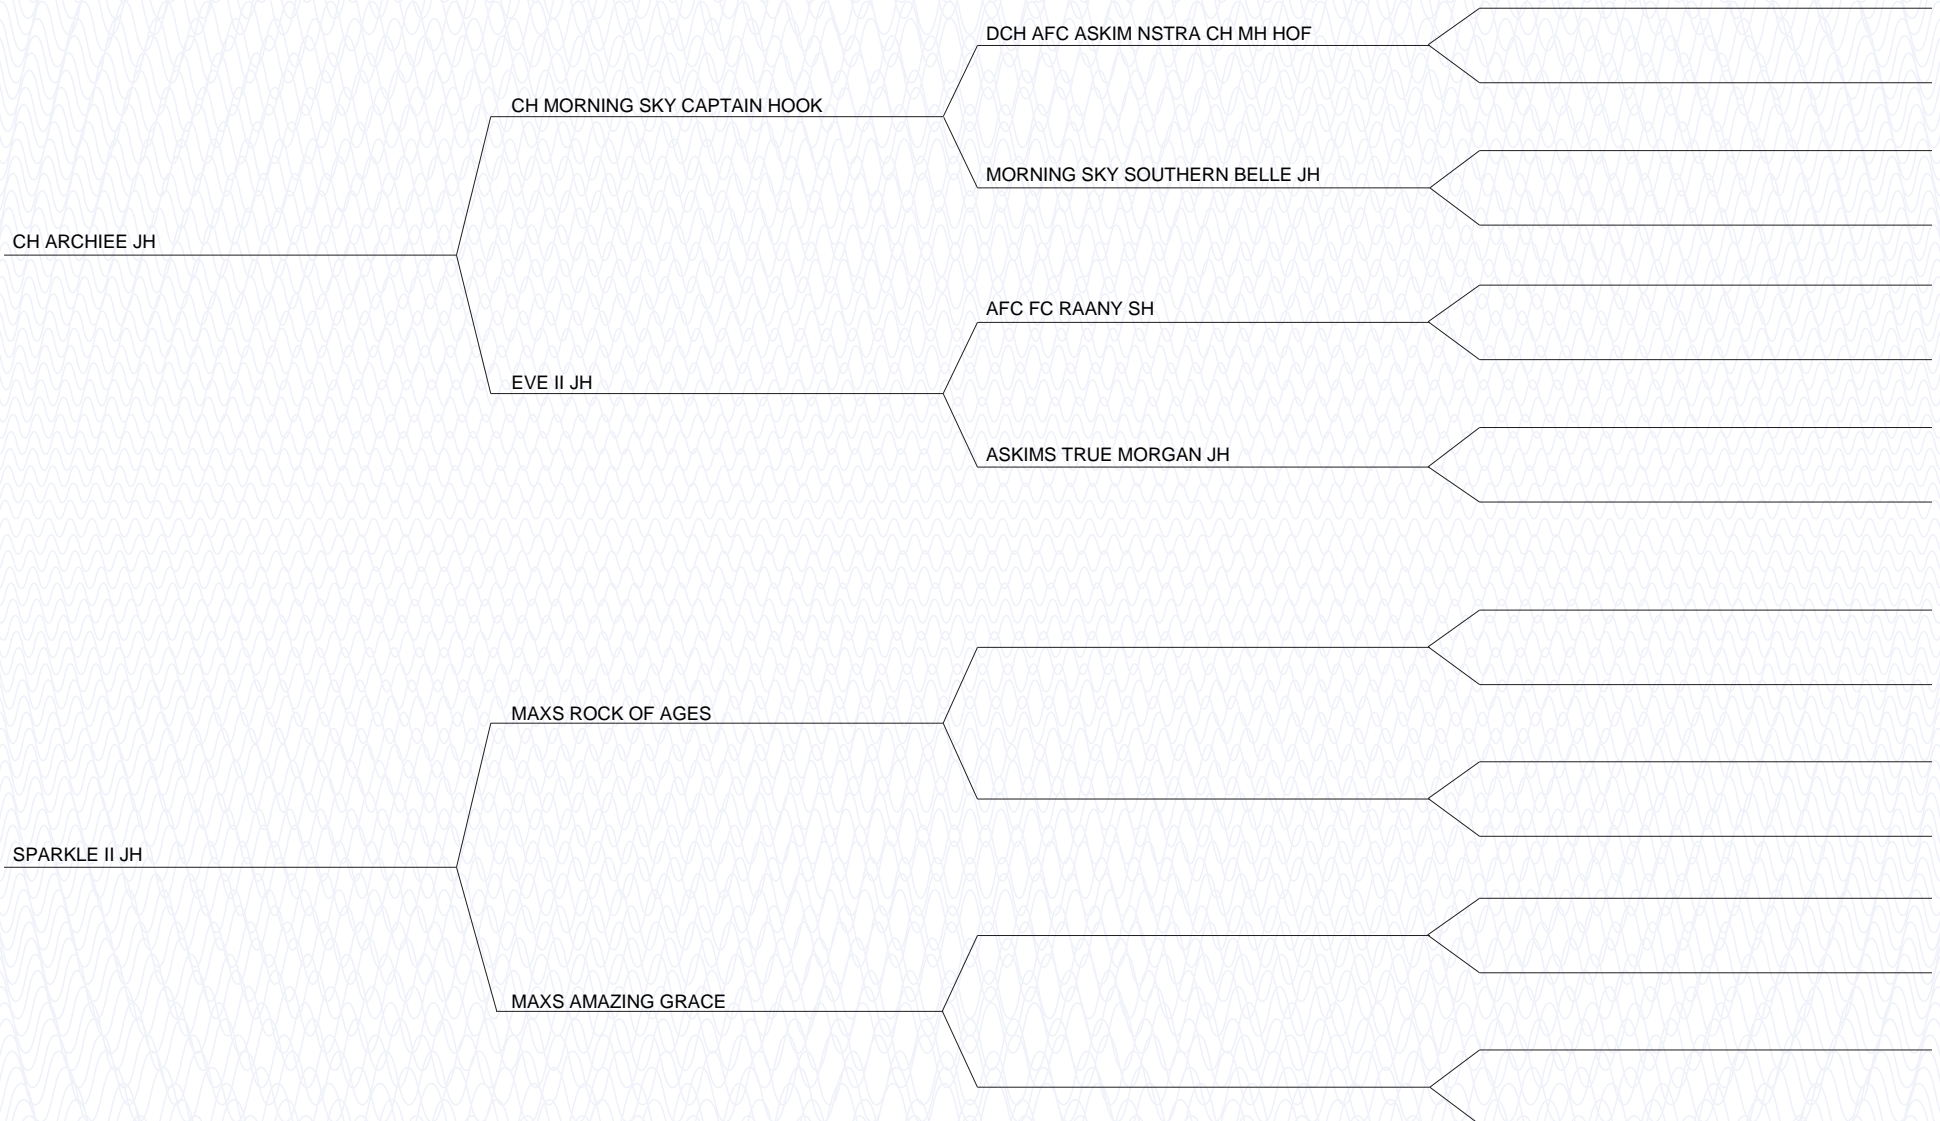 DCH AFC ASKIM NSTRA CH MH HOF
CH MORNING SKY CAPTAIN HOOK
MORNING SKY SOUTHERN BELLE JH
CH ARCHIEE JH
AFC FC RAANY SH
EVE II JH
ASKIMS TRUE MORGAN JH
MAXS ROCK OF AGES
SPARKLE II JH
MAXS AMAZING GRACE